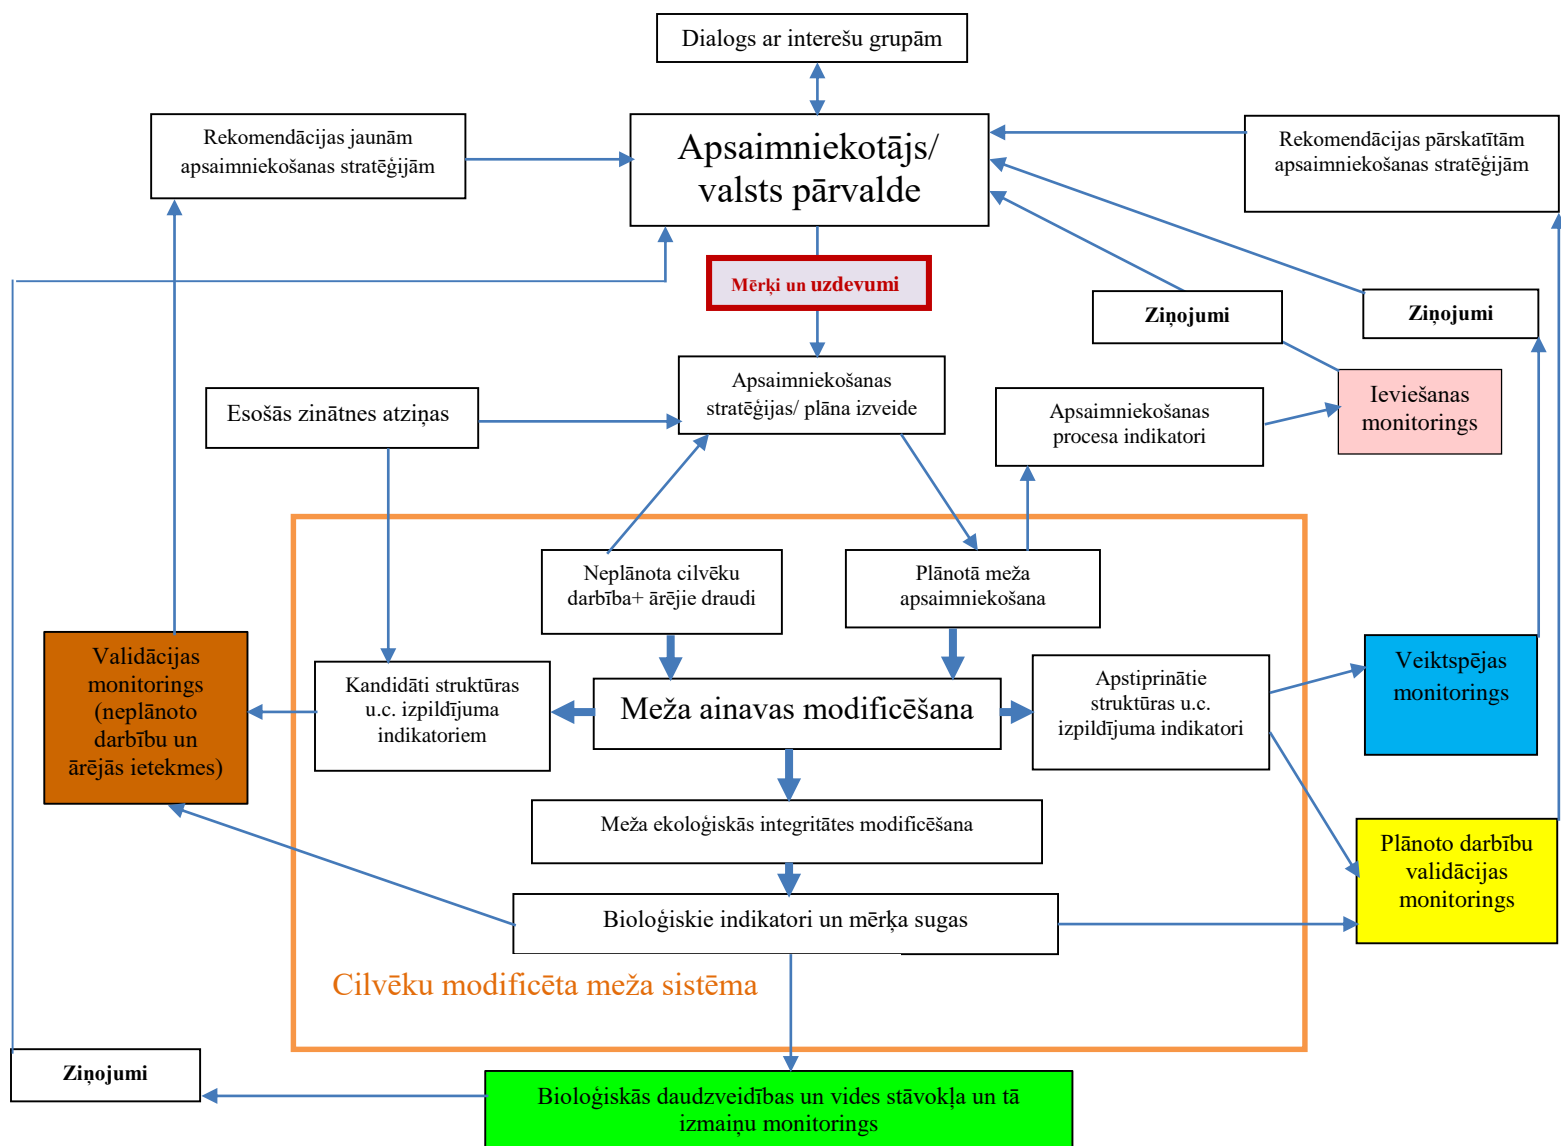 Dialogs ar interešu grupām
Rekomendācijas jaunām
apsaimniekošanas stratēģijām
Apsaimniekotājs/
valsts pārvalde
Rekomendācijas pārskatītām
apsaimniekošanas stratēģijām
Mērķi un uzdevumi
Ziņojumi
Ziņojumi
Esošās zinātnes atziņas
Apsaimniekošanas
stratēģijas/ plāna izveide
Apsaimniekošanas
procesa indikatori
Ieviešanas
monitorings
Neplānota cilvēku
darbība+ ārējie draudi
Plānotā meža
apsaimniekošana
Validācijas
monitorings
(neplānoto
darbību un
ārējās ietekmes)
Kandidāti struktūras
u.c. izpildījuma
indikatoriem
Meža ainavas modificēšana
Apstiprinātie
struktūras u.c.
izpildījuma indikatori
Veiktspējas
monitorings
Meža ekoloģiskās integritātes modificēšana
Plānoto darbību
validācijas
monitorings
Bioloģiskie indikatori un mērķa sugas
Cilvēku modificēta meža sistēma
Ziņojumi
Bioloģiskās daudzveidības un vides stāvokļa un tā
izmaiņu monitorings